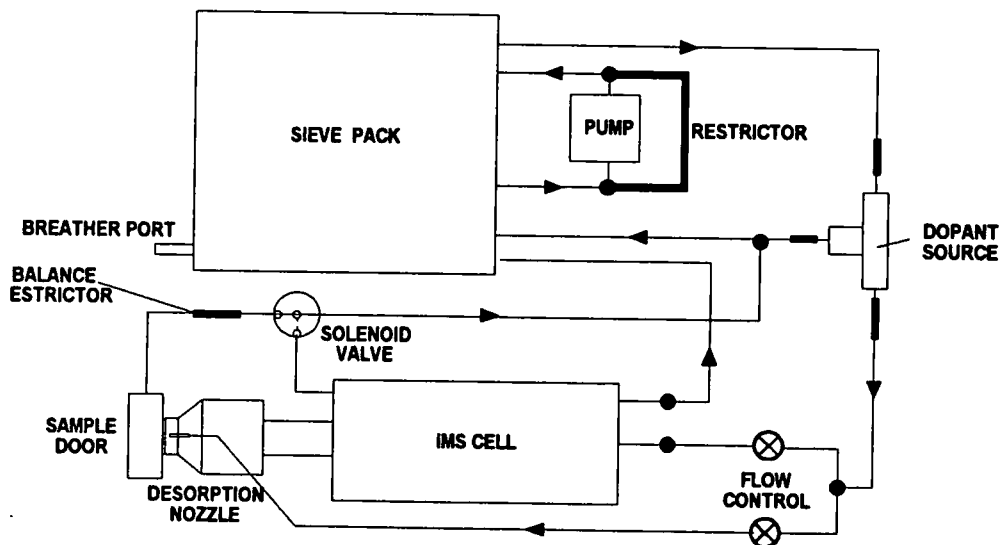 SIEVE PACK
PUMP
RESTRICTOR
BREATHER PORT
DOPANT
SOURCE
BALANCE
ESTRICTOR
SOLENOID
VALVE
SAMPLE
DOOR
IMS CELL
DESORPTION
NOZZLE
FLOW
CONTROL